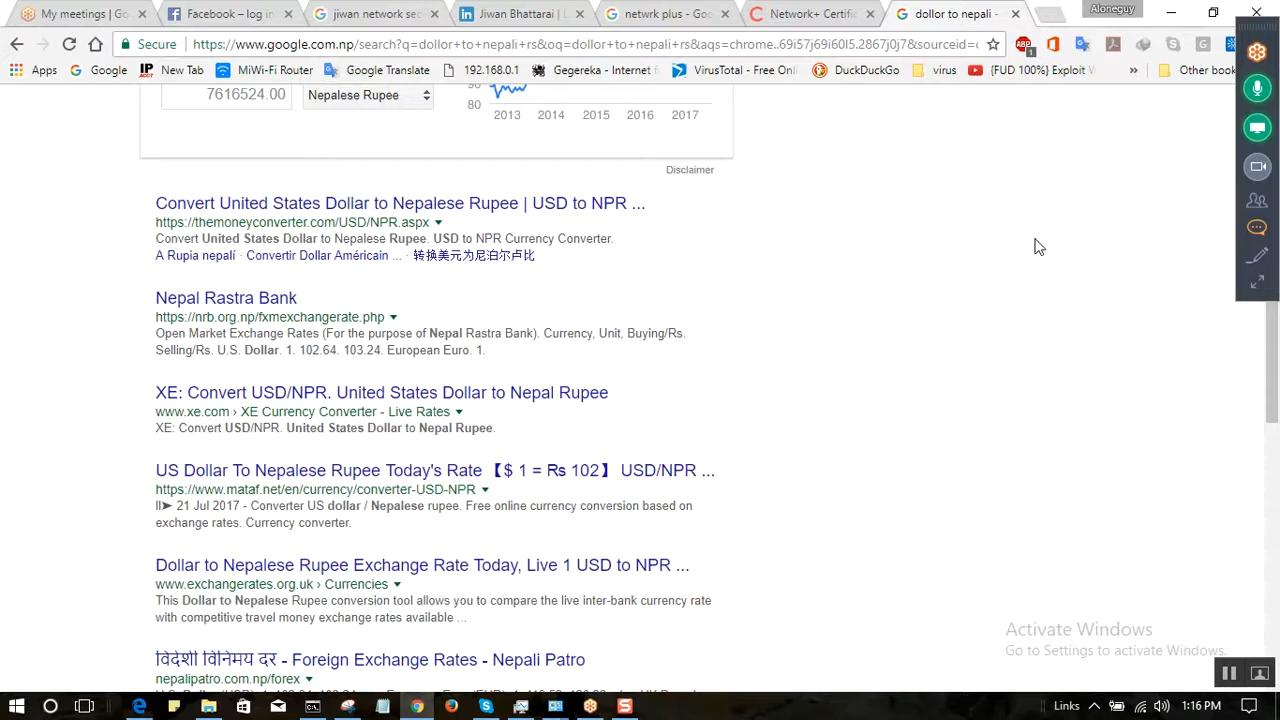 My meetings | Go
Facebook – log in
jiwan network sec
Jiwan Bhattarai |
netwrk plus - Goo
Network+ Certific
dollor to nepali -
Aloneguy
Secure
https://www.google.com.np/search?q=dollor+to+nepali+rs&oq=dollor+to+nepali+rs&aqs=chrome..69i57j69i60l5.2867j0j7&sourceid
1
Apps
Google
New Tab
MiWi-Fi Router
Google Translate
192.168.0.1
Gegereka - Internet
VirusTotal - Free Onl
DuckDuckGo
virus
{FUD 100%} Exploit
»
Other book
7616524.00
Nepalese Rupee
90
80
2013 2014 2015 2016 2017
Disclaimer
Convert United States Dollar to Nepalese Rupee | USD to NPR ...
https://themoneyconverter.com/USD/NPR.aspx
Convert United States Dollar to Nepalese Rupee. USD to NPR Currency Converter.
A Rupia nepalí · Convertir Dollar Américain ... · 转换美元为尼泊尔卢比
Nepal Rastra Bank
https://nrb.org.np/fxmexchangerate.php
Open Market Exchange Rates (For the purpose of Nepal Rastra Bank). Currency, Unit, Buying/Rs.
Selling/Rs. U.S. Dollar. 1. 102.64. 103.24. European Euro. 1.
XE: Convert USD/NPR. United States Dollar to Nepal Rupee
www.xe.com › XE Currency Converter - Live Rates
XE: Convert USD/NPR. United States Dollar to Nepal Rupee.
US Dollar To Nepalese Rupee Today's Rate 【$ 1 = ₨ 102】 USD/NPR ...
https://www.mataf.net/en/currency/converter-USD-NPR
ll➤ 21 Jul 2017 - Converter US dollar / Nepalese rupee. Free online currency conversion based on
exchange rates. Currency converter.
Dollar to Nepalese Rupee Exchange Rate Today, Live 1 USD to NPR ...
www.exchangerates.org.uk › Currencies
This Dollar to Nepalese Rupee conversion tool allows you to compare the live inter-bank currency rate
with competitive travel money exchange rates available ...
विदेशी विनिमय दर - Foreign Exchange Rates - Nepali Patro
nepalipatro.com.np/forex
Activate Windows
Go to Settings to activate Windows.
Links
1:16 PM